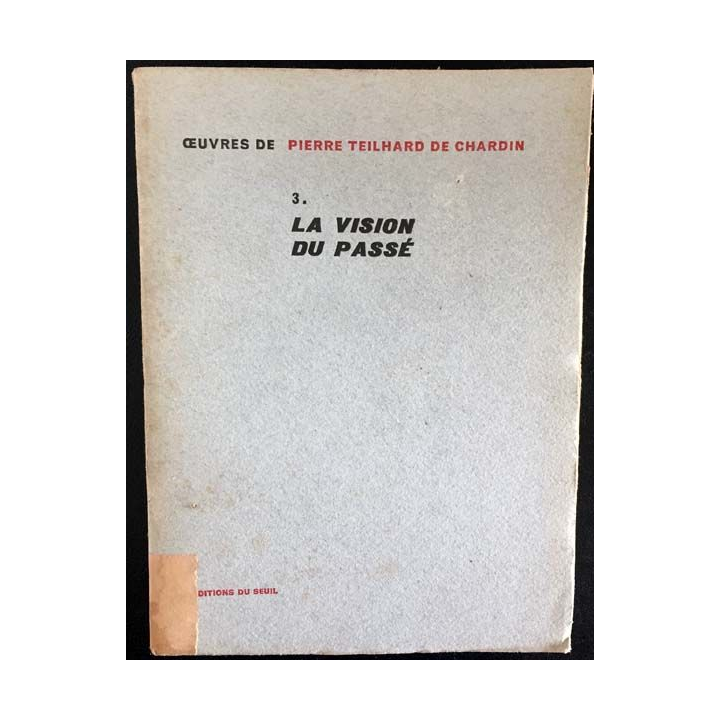 ŒUVRES DE PIERRE TEILHARD DE CHARDIN
3.
LA VISION
DU PASSÉ
DITIONS DU SEUIL